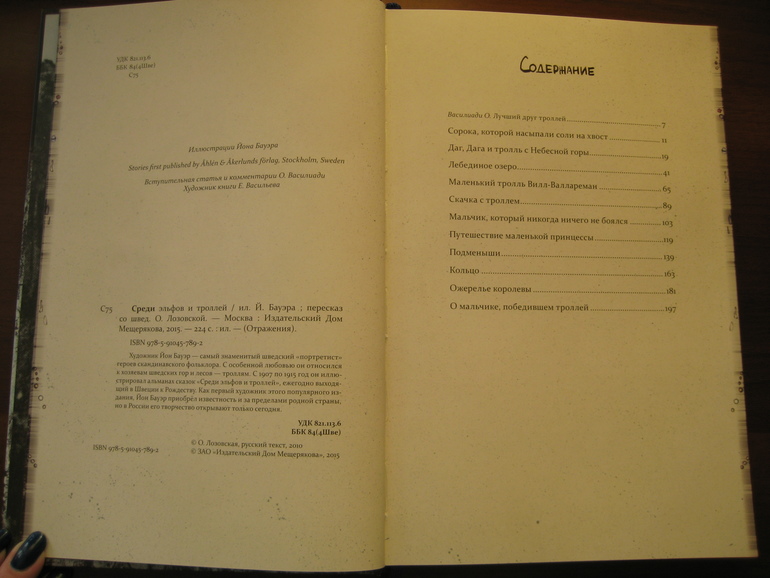 УДК 821.113.6
ББК 84(4Шве)
С75
Иллюстрации Йона Бауэра
Stories first published by Åhlén & Åkerlunds förlag, Stockholm, Sweden
Вступительная статья и комментарии О. Василиади
Художник книги Е. Васильева
С75 Среди эльфов и троллей / ил. Й. Бауэра ; пересказ
со швед. О. Лозовской. — Москва : Издательский Дом
Мещерякова, 2015. — 224 с. : ил. — (Отражения).
ISBN 978-5-91045-789-2
Художник Йон Бауэр — самый знаменитый шведский «портретист»
героев скандинавского фольклора. С особенной любовью он относился
к хозяевам шведских гор и лесов — троллям. С 1907 по 1915 год он иллю-
стрировал альманах сказок «Среди эльфов и троллей», ежегодно выходя-
щий в Швеции к Рождеству. Как первый художник этого популярного из-
дания, Йон Бауэр приобрёл известность и за пределами родной страны,
но в России его творчество открывают только сегодня.
УДК 821.113.6
ББК 84(4Шве)
ISBN 978-5-91045-789-2
© О. Лозовская, русский текст, 2010
© ЗАО «Издательский Дом Мещерякова», 2015
Содержание
Василиади О. Лучший друг троллей 7
Сорока, которой насыпали соли на хвост 11
Даг, Дага и тролль с Небесной горы 19
Лебединое озеро 41
Маленький тролль Вилл-Валлареман 65
Скачка с троллем 89
Мальчик, который никогда ничего не боялся 103
Путешествие маленькой принцессы 119
Подменыши 139
Кольцо 163
Ожерелье королевы 181
О мальчике, победившем троллей 197